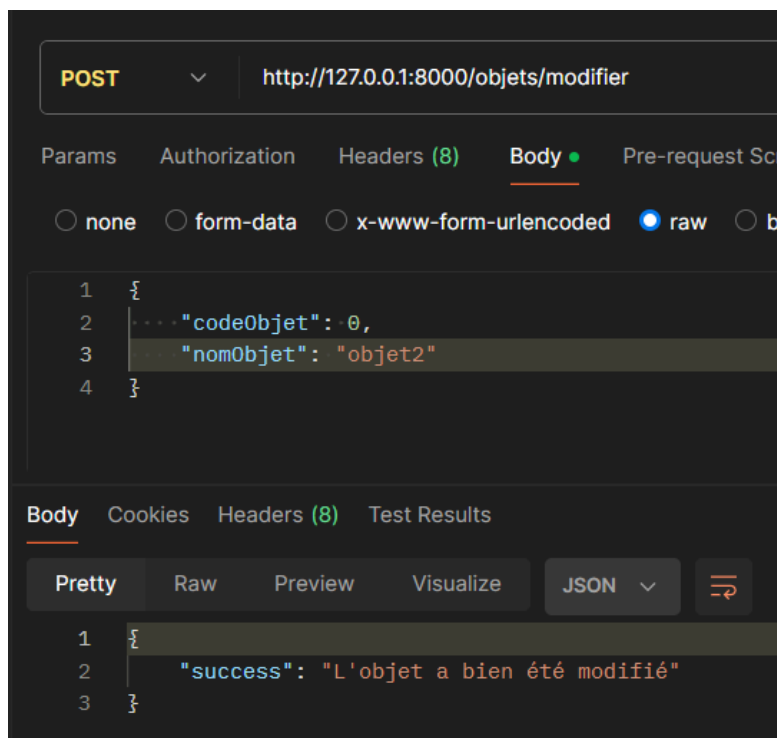 POST http://127.0.0.1:8000/objets/modifier
Params Authorization Headers (8) Body Pre-request Sc
none form-data x-www-form-urlencoded raw b
1 {
2 "codeObjet": 0,
3 "nomObjet": "objet2"
4 }
Body Cookies Headers (8) Test Results
Pretty Raw Preview Visualize JSON
1 {
2 "success": "L'objet a bien été modifié"
3 }